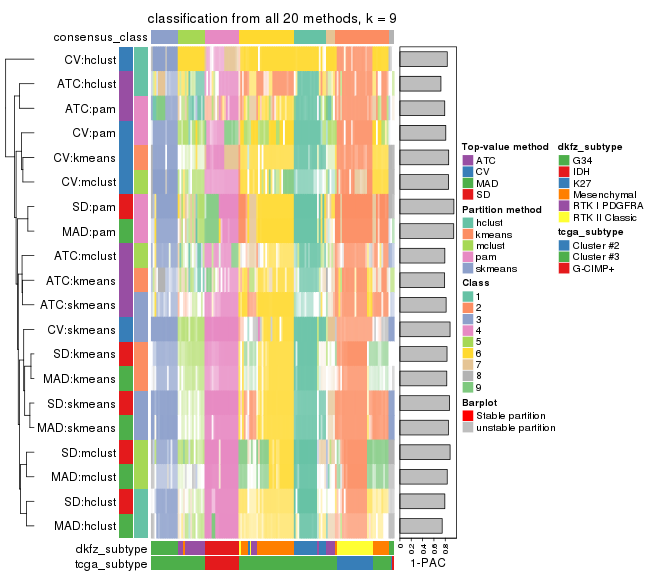 classification from all 20 methods, k = 9
consensus_class
CV:hclust
ATC:hclust
ATC:pam
CV:pam
CV:kmeans
CV:mclust
SD:pam
MAD:pam
ATC:mclust
ATC:kmeans
ATC:skmeans
CV:skmeans
SD:kmeans
MAD:kmeans
SD:skmeans
MAD:skmeans
SD:mclust
MAD:mclust
SD:hclust
MAD:hclust
dkfz_subtype
tcga_subtype
0 0.2 0.4 0.6 0.8
1-PAC
Top-value method
ATC
CV
MAD
SD
Partition method
hclust
kmeans
mclust
pam
skmeans
Class
1
2
3
4
5
6
7
8
9
Barplot
Stable partition
unstable partition
dkfz_subtype
G34
IDH
K27
Mesenchymal
RTK I PDGFRA
RTK II Classic
tcga_subtype
Cluster #2
Cluster #3
G-CIMP+